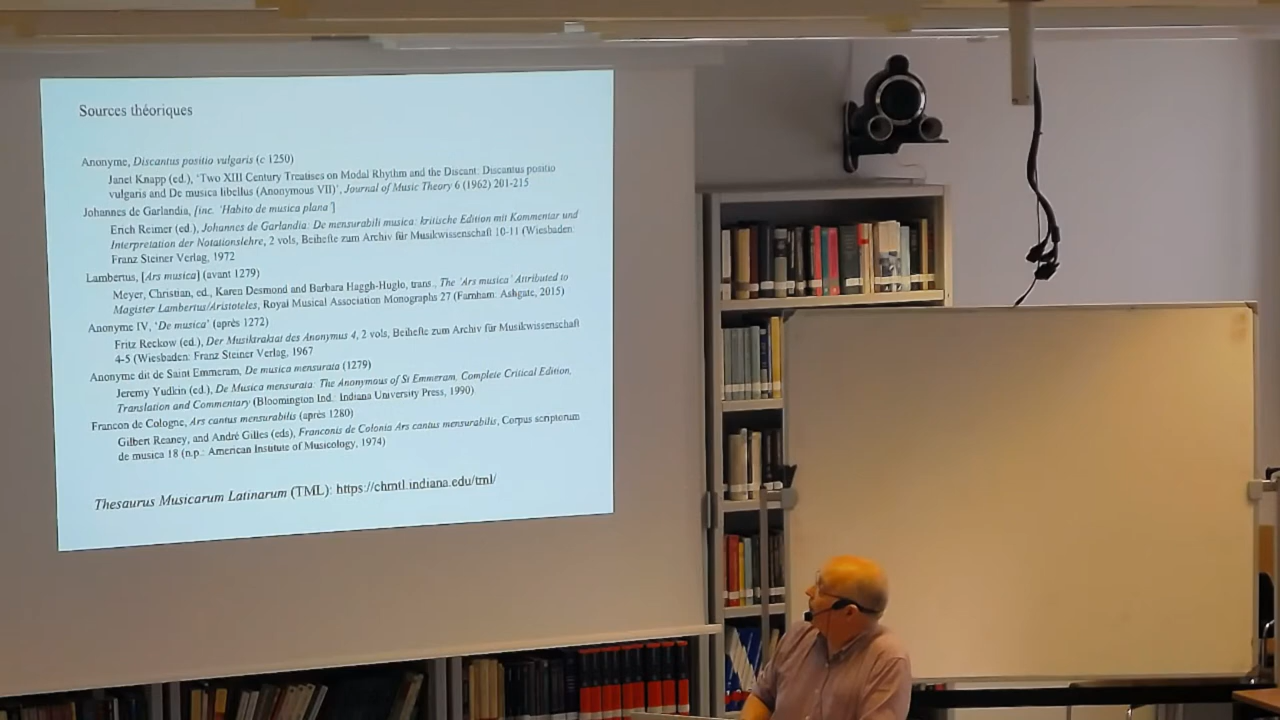 Sources théoriques
Anonyme, Discantus positio vulgaris (c 1250)
Janet Knapp (ed.), 'Two XIII Century Treatises on Modal Rhythm and the Discant: Discantus positio
vulgaris and De musica libellus (Anonymous VII)', Journal of Music Theory 6 (1962) 201-215
Johannes de Garlandia, [inc. 'Habito de musica plana']
Erich Reimer (ed.), Johannes de Garlandia: De mensurabili musica: kritische Edition mit Kommentar und
Interpretation der Notationslehre, 2 vols, Beihefte zum Archiv für Musikwissenschaft 10-11 (Wiesbaden:
Franz Steiner Verlag, 1972
Lambertus, [Ars musica] (avant 1279)
Meyer, Christian, ed., Karen Desmond and Barbara Haggh-Huglo, trans., The 'Ars musica' Attributed to
Magister Lambertus/Aristoteles, Royal Musical Association Monographs 27 (Farnham: Ashgate, 2015)
Anonyme IV, 'De musica' (après 1272)
Fritz Reckow (ed.), Der Musiktraktat des Anonymus 4, 2 vols, Beihefte zum Archiv für Musikwissenschaft
4-5 (Wiesbaden: Franz Steiner Verlag, 1967
Anonyme dit de Saint Emmeram, De musica mensurata (1279)
Jeremy Yudkin (ed.), De Musica mensurata: The Anonymous of St Emmeram, Complete Critical Edition,
Translation and Commentary (Bloomington Ind.: Indiana University Press, 1990)
Francon de Cologne, Ars cantus mensurabilis (après 1280)
Gilbert Reaney, and André Gilles (eds), Franconis de Colonia Ars cantus mensurabilis, Corpus scriptorum
de musica 18 (n.p.: American Institute of Musicology, 1974)
Thesaurus Musicarum Latinarum (TML): https://chmtl.indiana.edu/tml/